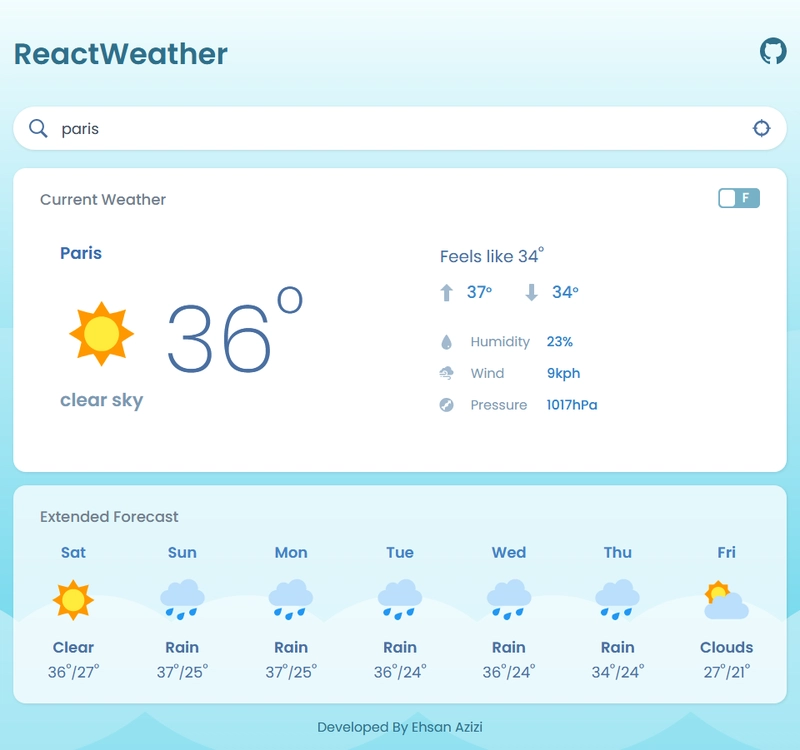 ReactWeather
paris
Current Weather
F
Paris
36°
clear sky
Feels like 34°
37° 34°
Humidity 23%
Wind 9kph
Pressure 1017hPa
Extended Forecast
Sat Sun Mon Tue Wed Thu Fri
Clear Rain Rain Rain Rain Rain Clouds
36°/27° 37°/25° 37°/25° 36°/24° 36°/24° 34°/24° 27°/21°
Developed By Ehsan Azizi